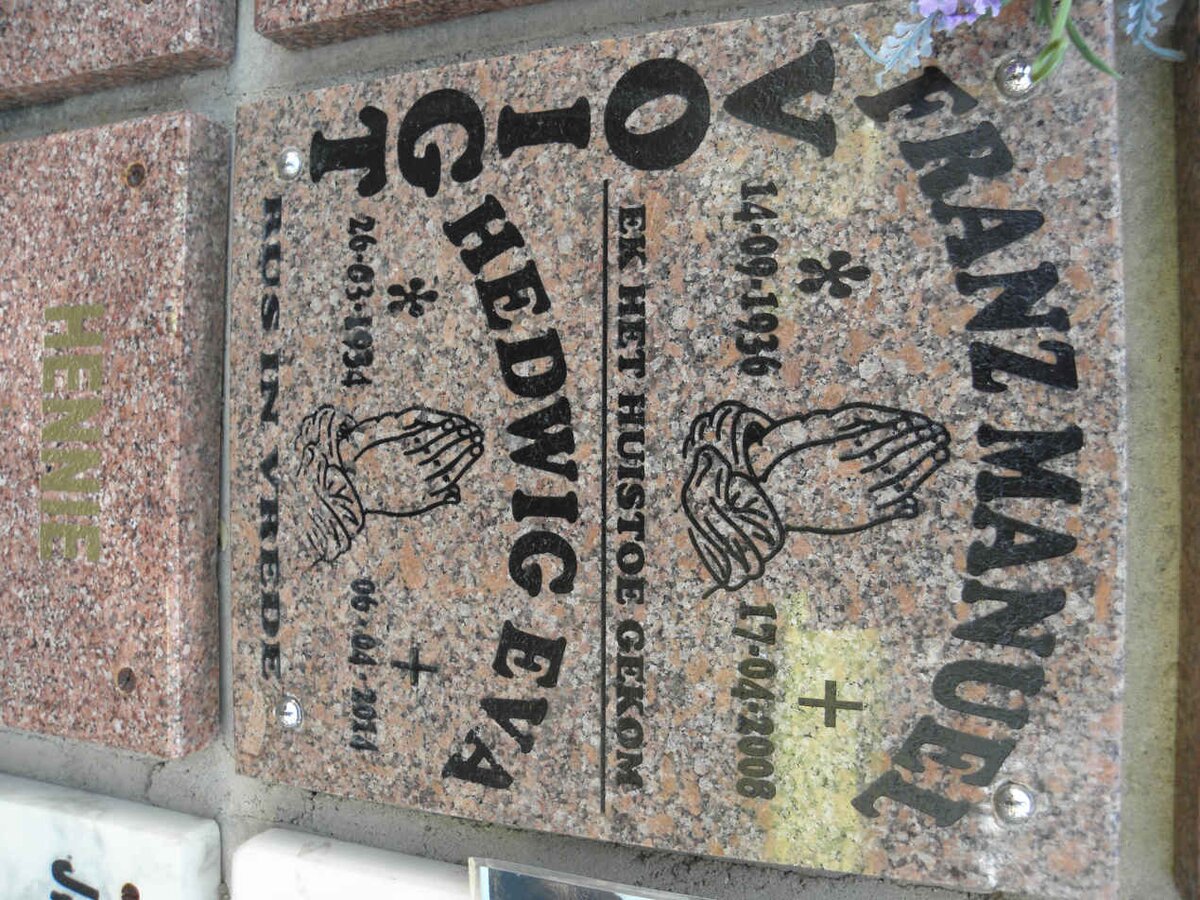 FRANZ MANUEL
VOIGT
* +
14·09·1936 17·04·2008
EK HET HUISTOE GEKOM
HEDWIG EVA
* +
26·03·1934 06·04·2011
RUS IN VREDE
HENNIE